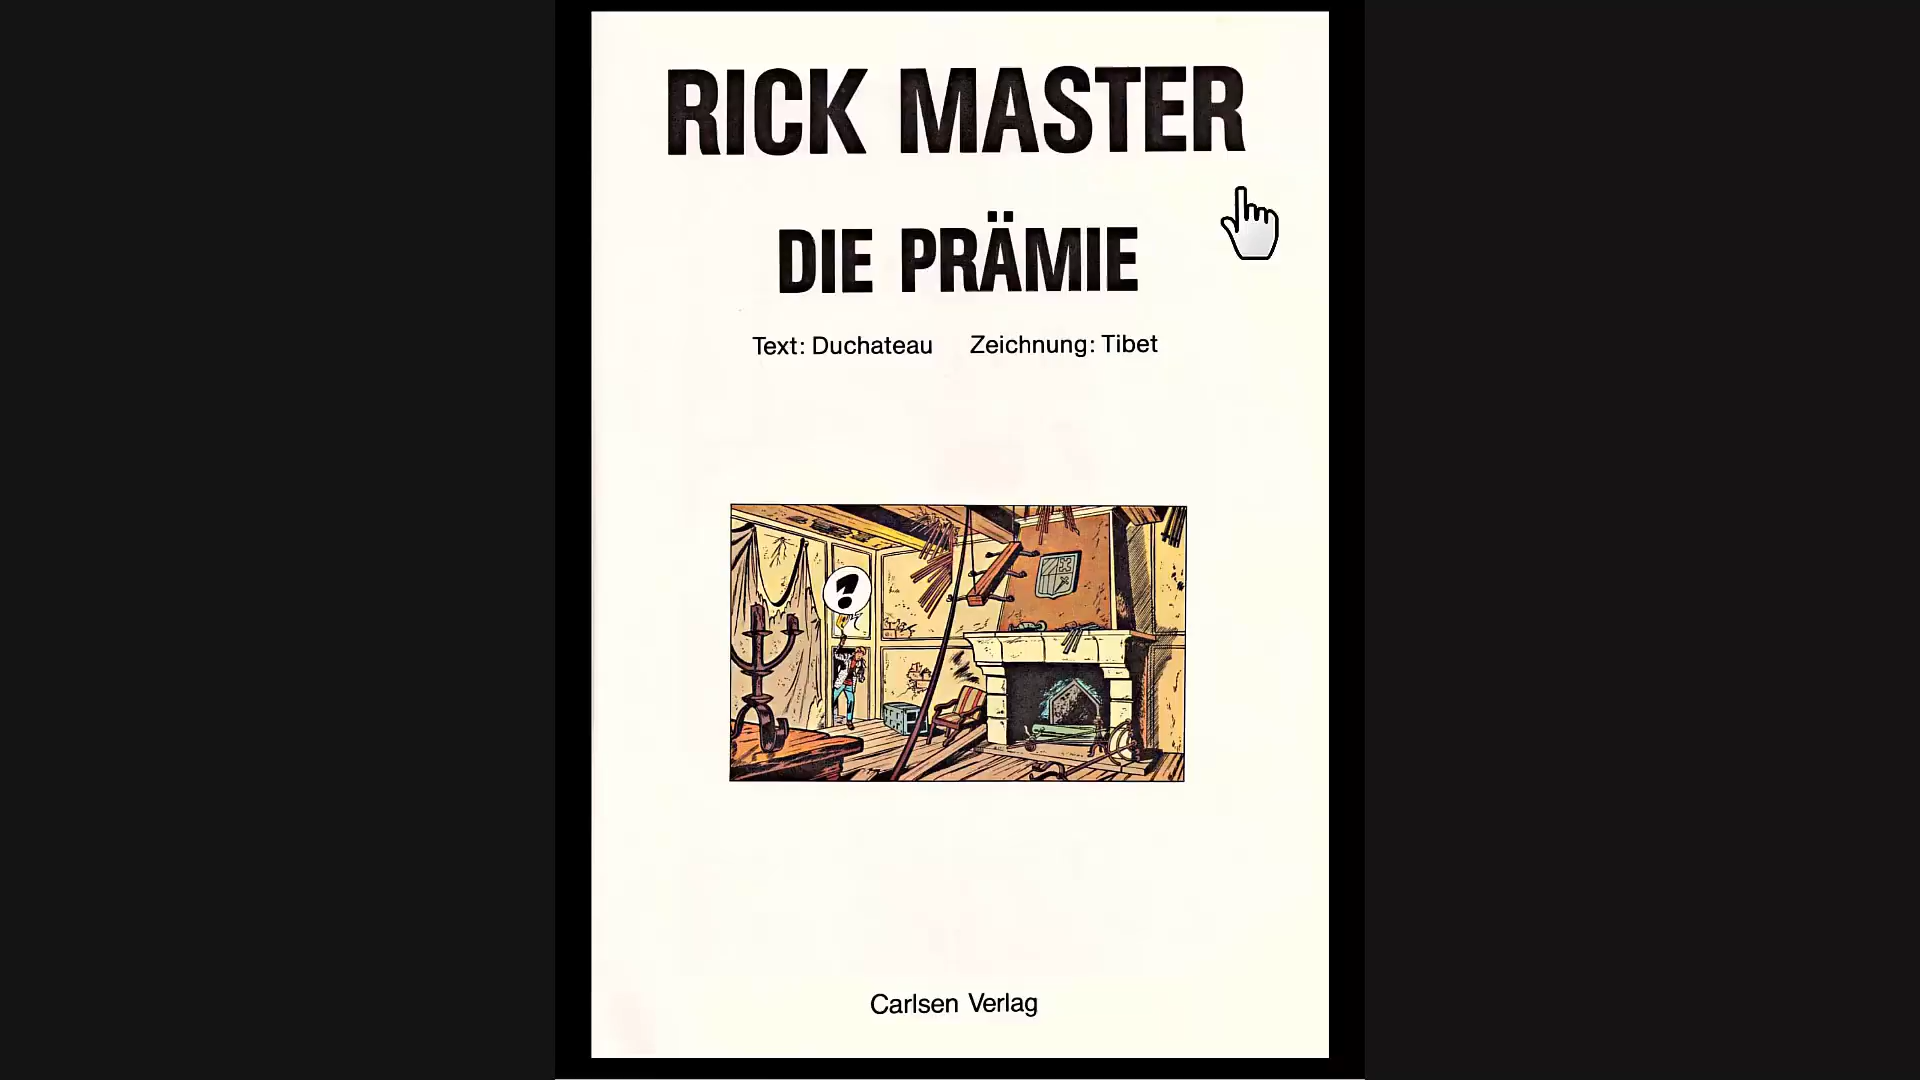 RICK MASTER
DIE PRÄMIE
Text: Duchateau Zeichnung: Tibet
?
Carlsen Verlag